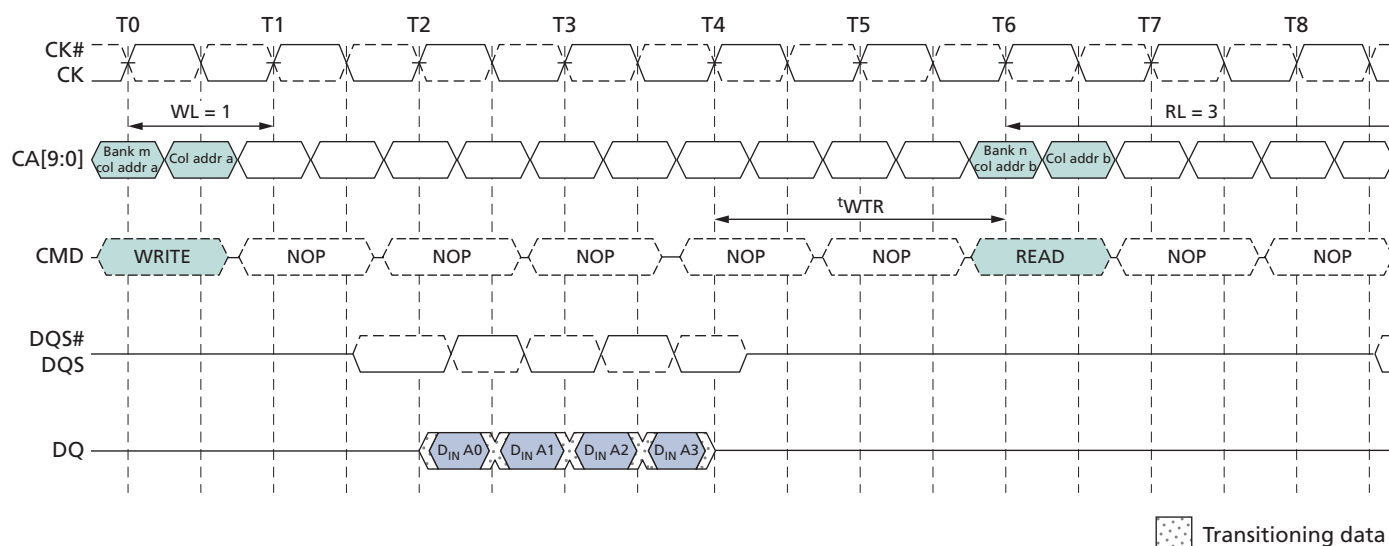 T0 T1 T2 T3 T4 T5 T6 T7 T8
CK#
CK
WL = 1
RL = 3
CA[9:0]
Bank m
col addr a
Col addr a
Bank n
col addr b
Col addr b
tWTR
CMD WRITE NOP NOP NOP NOP NOP READ NOP NOP
DQS#
DQS
DQ DIN A0 DIN A1 DIN A2 DIN A3
Transitioning data